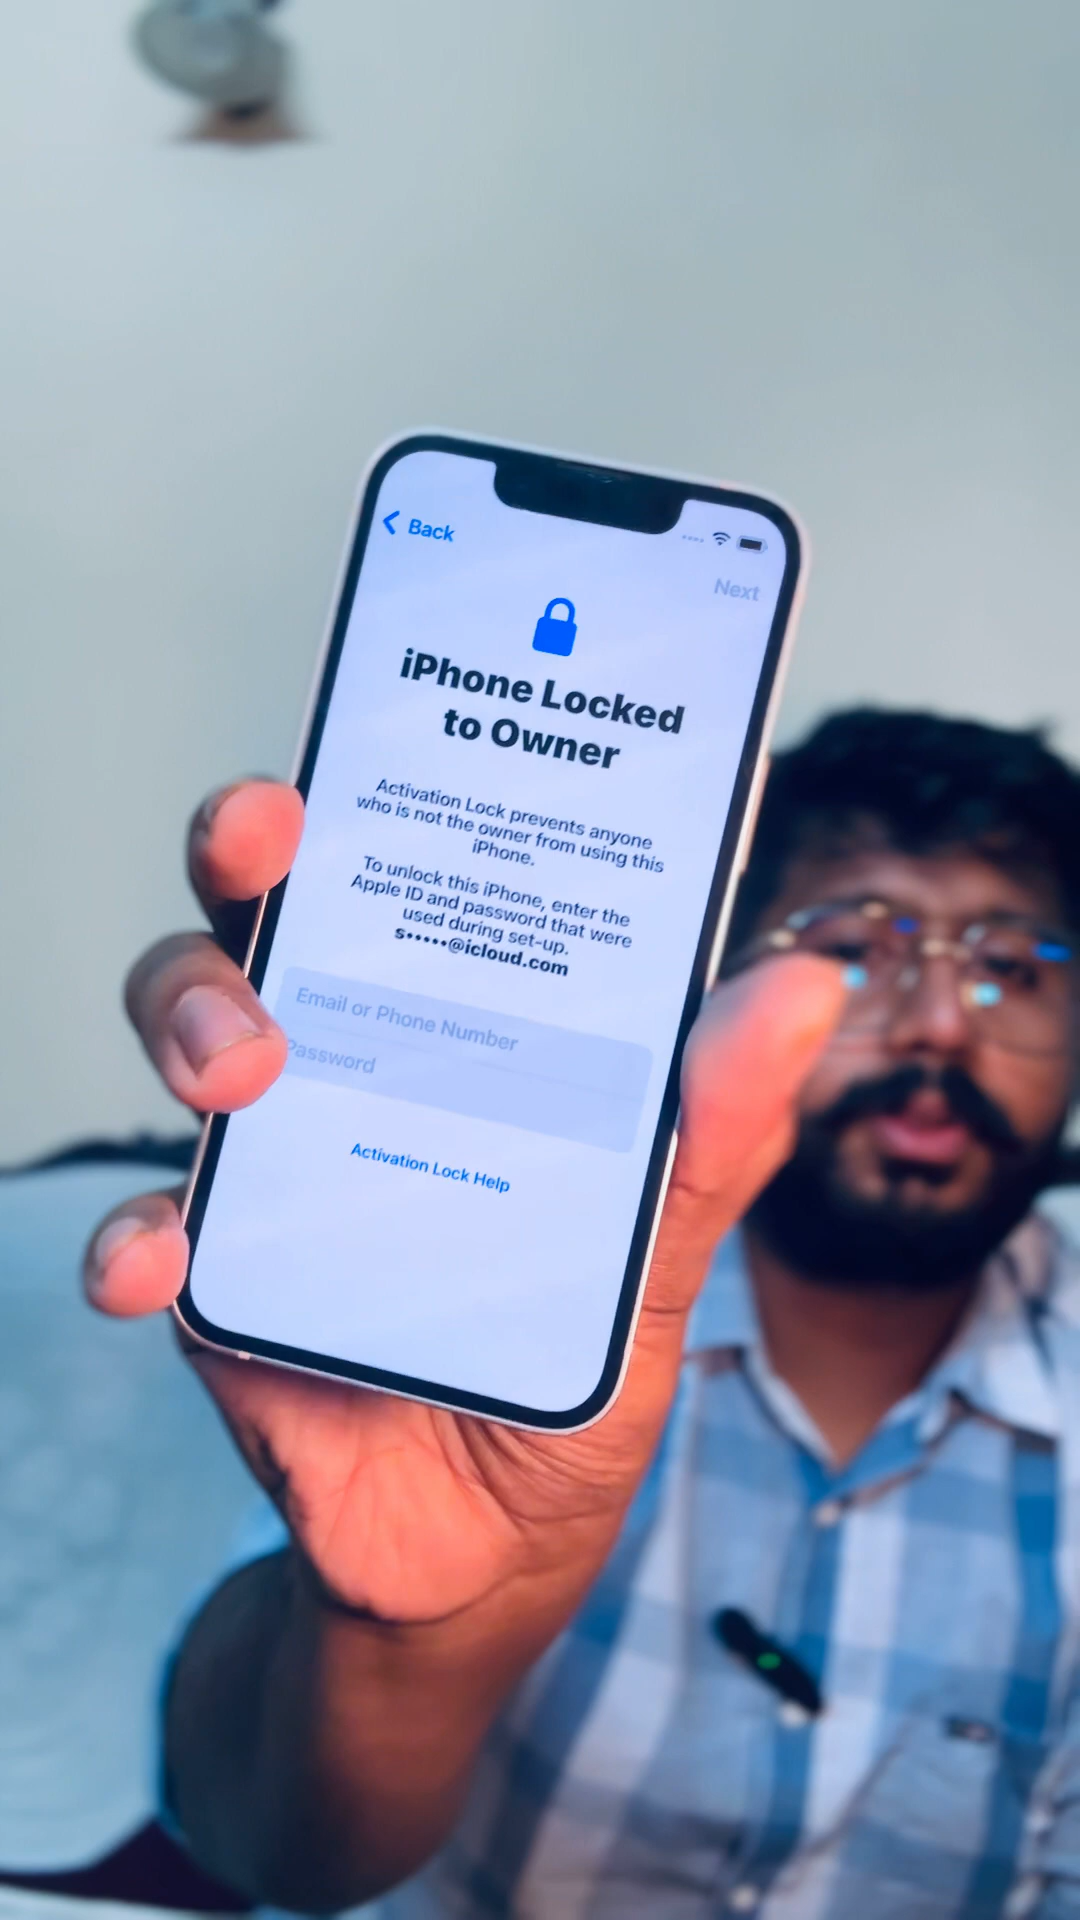 Back
Next
iPhone Locked
to Owner
Activation Lock prevents anyone
who is not the owner from using this
iPhone.
To unlock this iPhone, enter the
Apple ID and password that were
used during set-up.
s•••••@icloud.com
Email or Phone Number
Password
Activation Lock Help